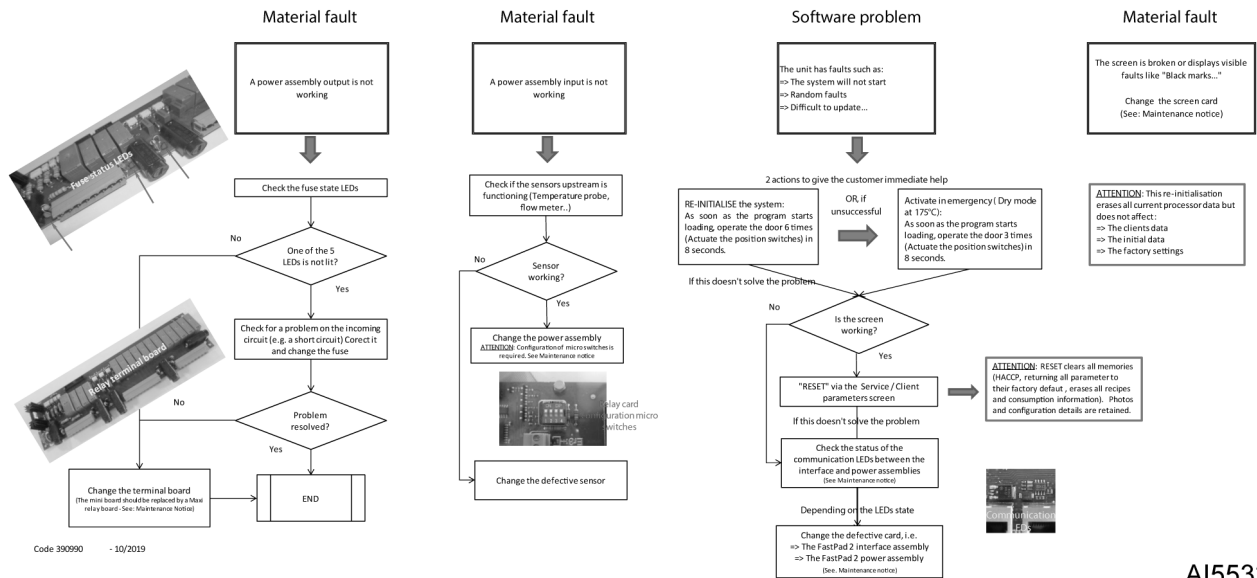 Material fault
Material fault
Software problem
Material fault
A power assembly output is not
working
A power assembly input is not
working
The unit has faults such as:
=> The system will not start
=> Random faults
=> Difficult to update...
The screen is broken or displays visible
faults like "Black marks..."
Change the screen card
(See: Maintenance notice)
Fuse status LEDs
Check the fuse state LEDs
No
One of the 5
LEDs is not lit?
Yes
Check for a problem on the incoming
circuit (e.g. a short circuit) Corect it
and change the fuse
Relay terminal board
No
Problem
resolved?
Yes
Change the terminal board
(The mini board should be replaced by a Maxi
relay board - See: Maintenance Notice)
END
Check if the sensors upstream is
functioning (Temperature probe,
flow meter..)
No
Sensor
working?
Yes
Change the power assembly
ATTENTION: Configuration of micro switches is
required. See Maintenance notice
elay card
uration micro
witches
Change the defective sensor
2 actions to give the customer immediate help
RE-INITIALISE the system:
As soon as the program starts
loading, operate the door 6 times
(Actuate the position switches) in
8 seconds.
OR, if
unsuccessful
Activate in emergency ( Dry mode
at 175°C):
As soon as the program starts
loading, operate the door 3 times
(Actuate the position switches) in
8 seconds.
ATTENTION: This re-initialisation
erases all current processor data but
does not affect:
=> The clients data
=> The initial data
=> The factory settings
If this doesn't solve the problem
No
Is the screen
working?
Yes
"RESET" via the Service / Client
parameters screen
ATTENTION: RESET clears all memories
(HACCP, returning all parameter to
their factory defaut , erases all recipes
and consumption information). Photos
and configuration details are retained.
If this doesn't solve the problem
Check the status of the
communication LEDs between the
interface and power assemblies
(See Maintenance notice)
Communication
LEDs
Depending on the LEDs state
Change the defective card, i.e.
=> The FastPad 2 interface assembly
=> The FastPad 2 power assembly
(See. Maintenance notice)
Code 390990 - 10/2019
AI553